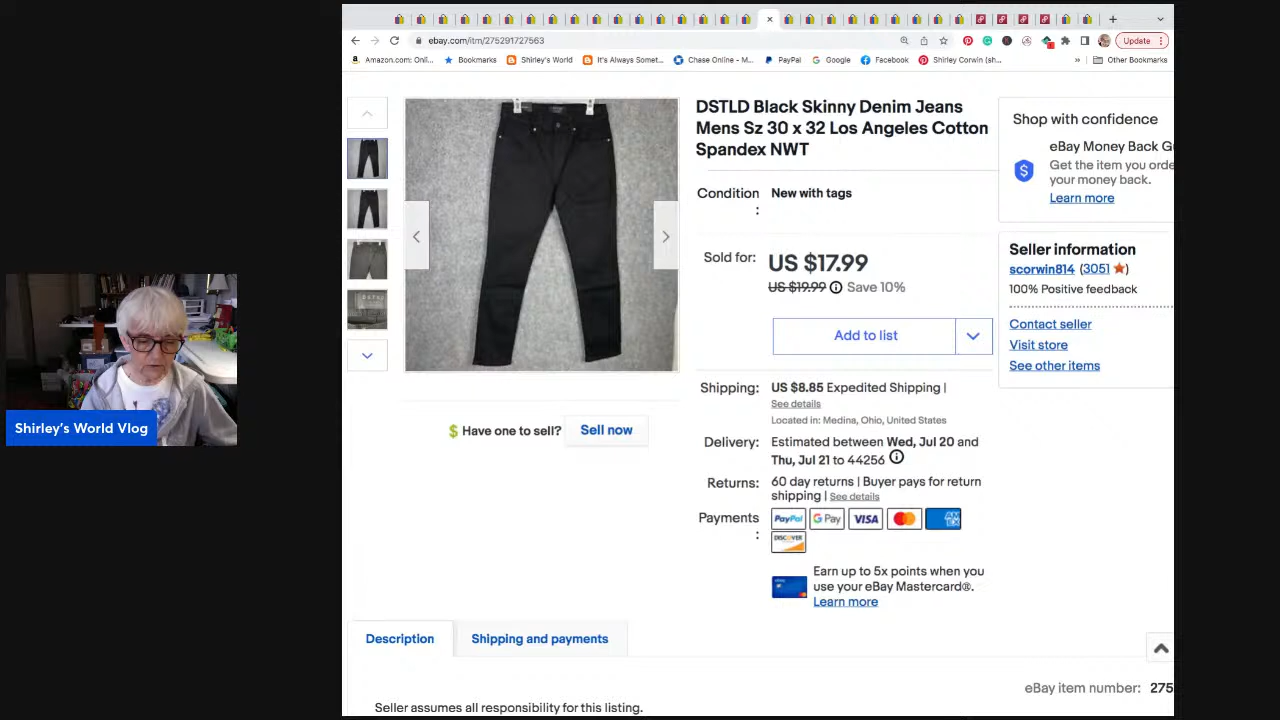 Update
ebay.com/itm/275291727563
Amazon.com: Onli...
Bookmarks
Shirley's World
It's Always Somet...
Chase Online - M...
PayPal
Google
Facebook
Shirley Corwin (sh...
»
Other Bookmarks
DSTLD Black Skinny Denim Jeans
Mens Sz 30 x 32 Los Angeles Cotton
Spandex NWT
Condition
:
New with tags
Sold for:
US $17.99
US $19.99
Save 10%
Add to list
Shipping:
US $8.85 Expedited Shipping |
See details
Located in: Medina, Ohio, United States
Delivery:
Estimated between Wed, Jul 20 and
Thu, Jul 21 to 44256
Returns:
60 day returns | Buyer pays for return
shipping | See details
Payments
:
PayPal
G Pay
VISA
AM
EX
DISCOVER
Earn up to 5x points when you
use your eBay Mastercard®.
Learn more
Shop with confidence
eBay Money Back G
Get the item you orde
your money back.
Learn more
Seller information
scorwin814 (3051 )
100% Positive feedback
Contact seller
Visit store
See other items
$ Have one to sell?
Sell now
Shirley's World Vlog
Description
Shipping and payments
eBay item number: 275
Seller assumes all responsibility for this listing.